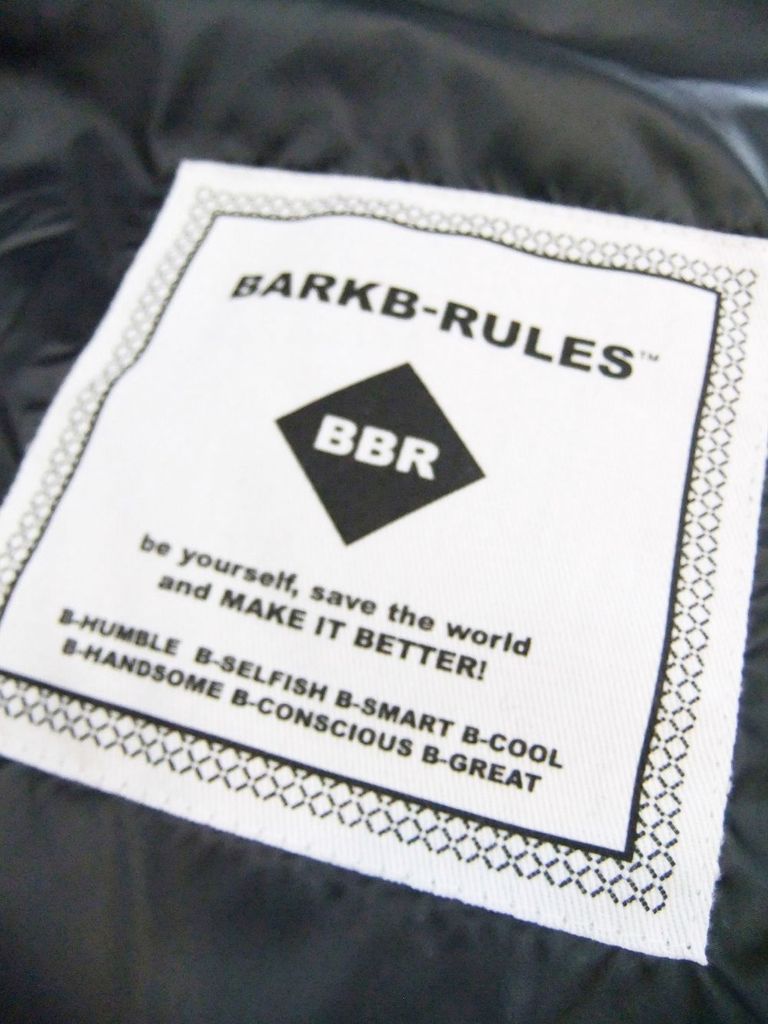 BARKB-RULES™
BBR
be yourself, save the world
and MAKE IT BETTER!
B-HUMBLE B-SELFISH B-SMART B-COOL
B-HANDSOME B-CONSCIOUS B-GREAT